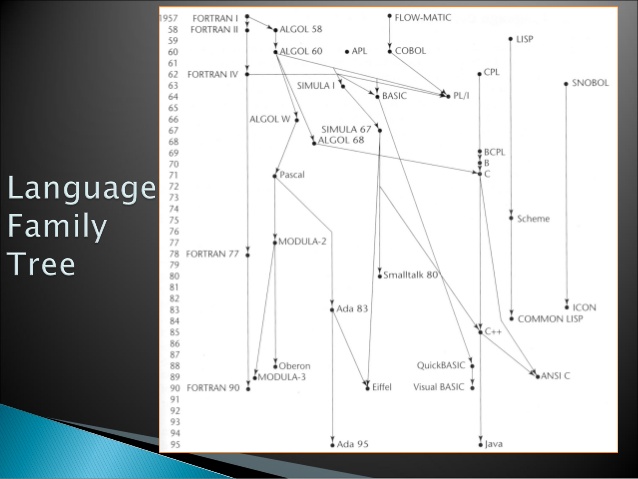 Language
Family
Tree
1957 FORTRAN I FLOW-MATIC
58 FORTRAN II ALGOL 58
59 LISP
60 ALGOL 60 APL COBOL
61
62 FORTRAN IV CPL
63 SIMULA I SNOBOL
64 BASIC PL/I
65
66 ALGOL W
67 SIMULA 67
68 ALGOL 68
69 BCPL
70 B
71 Pascal C
72
73
74
75 Scheme
76
77 MODULA-2
78 FORTRAN 77
79
80 Smalltalk 80
81
82
83 Ada 83 ICON
84 COMMON LISP
85 C++
86
87
88 Oberon QuickBASIC
89 MODULA-3 ANSI C
90 FORTRAN 90 Eiffel Visual BASIC
91
92
93
94
95 Ada 95 Java